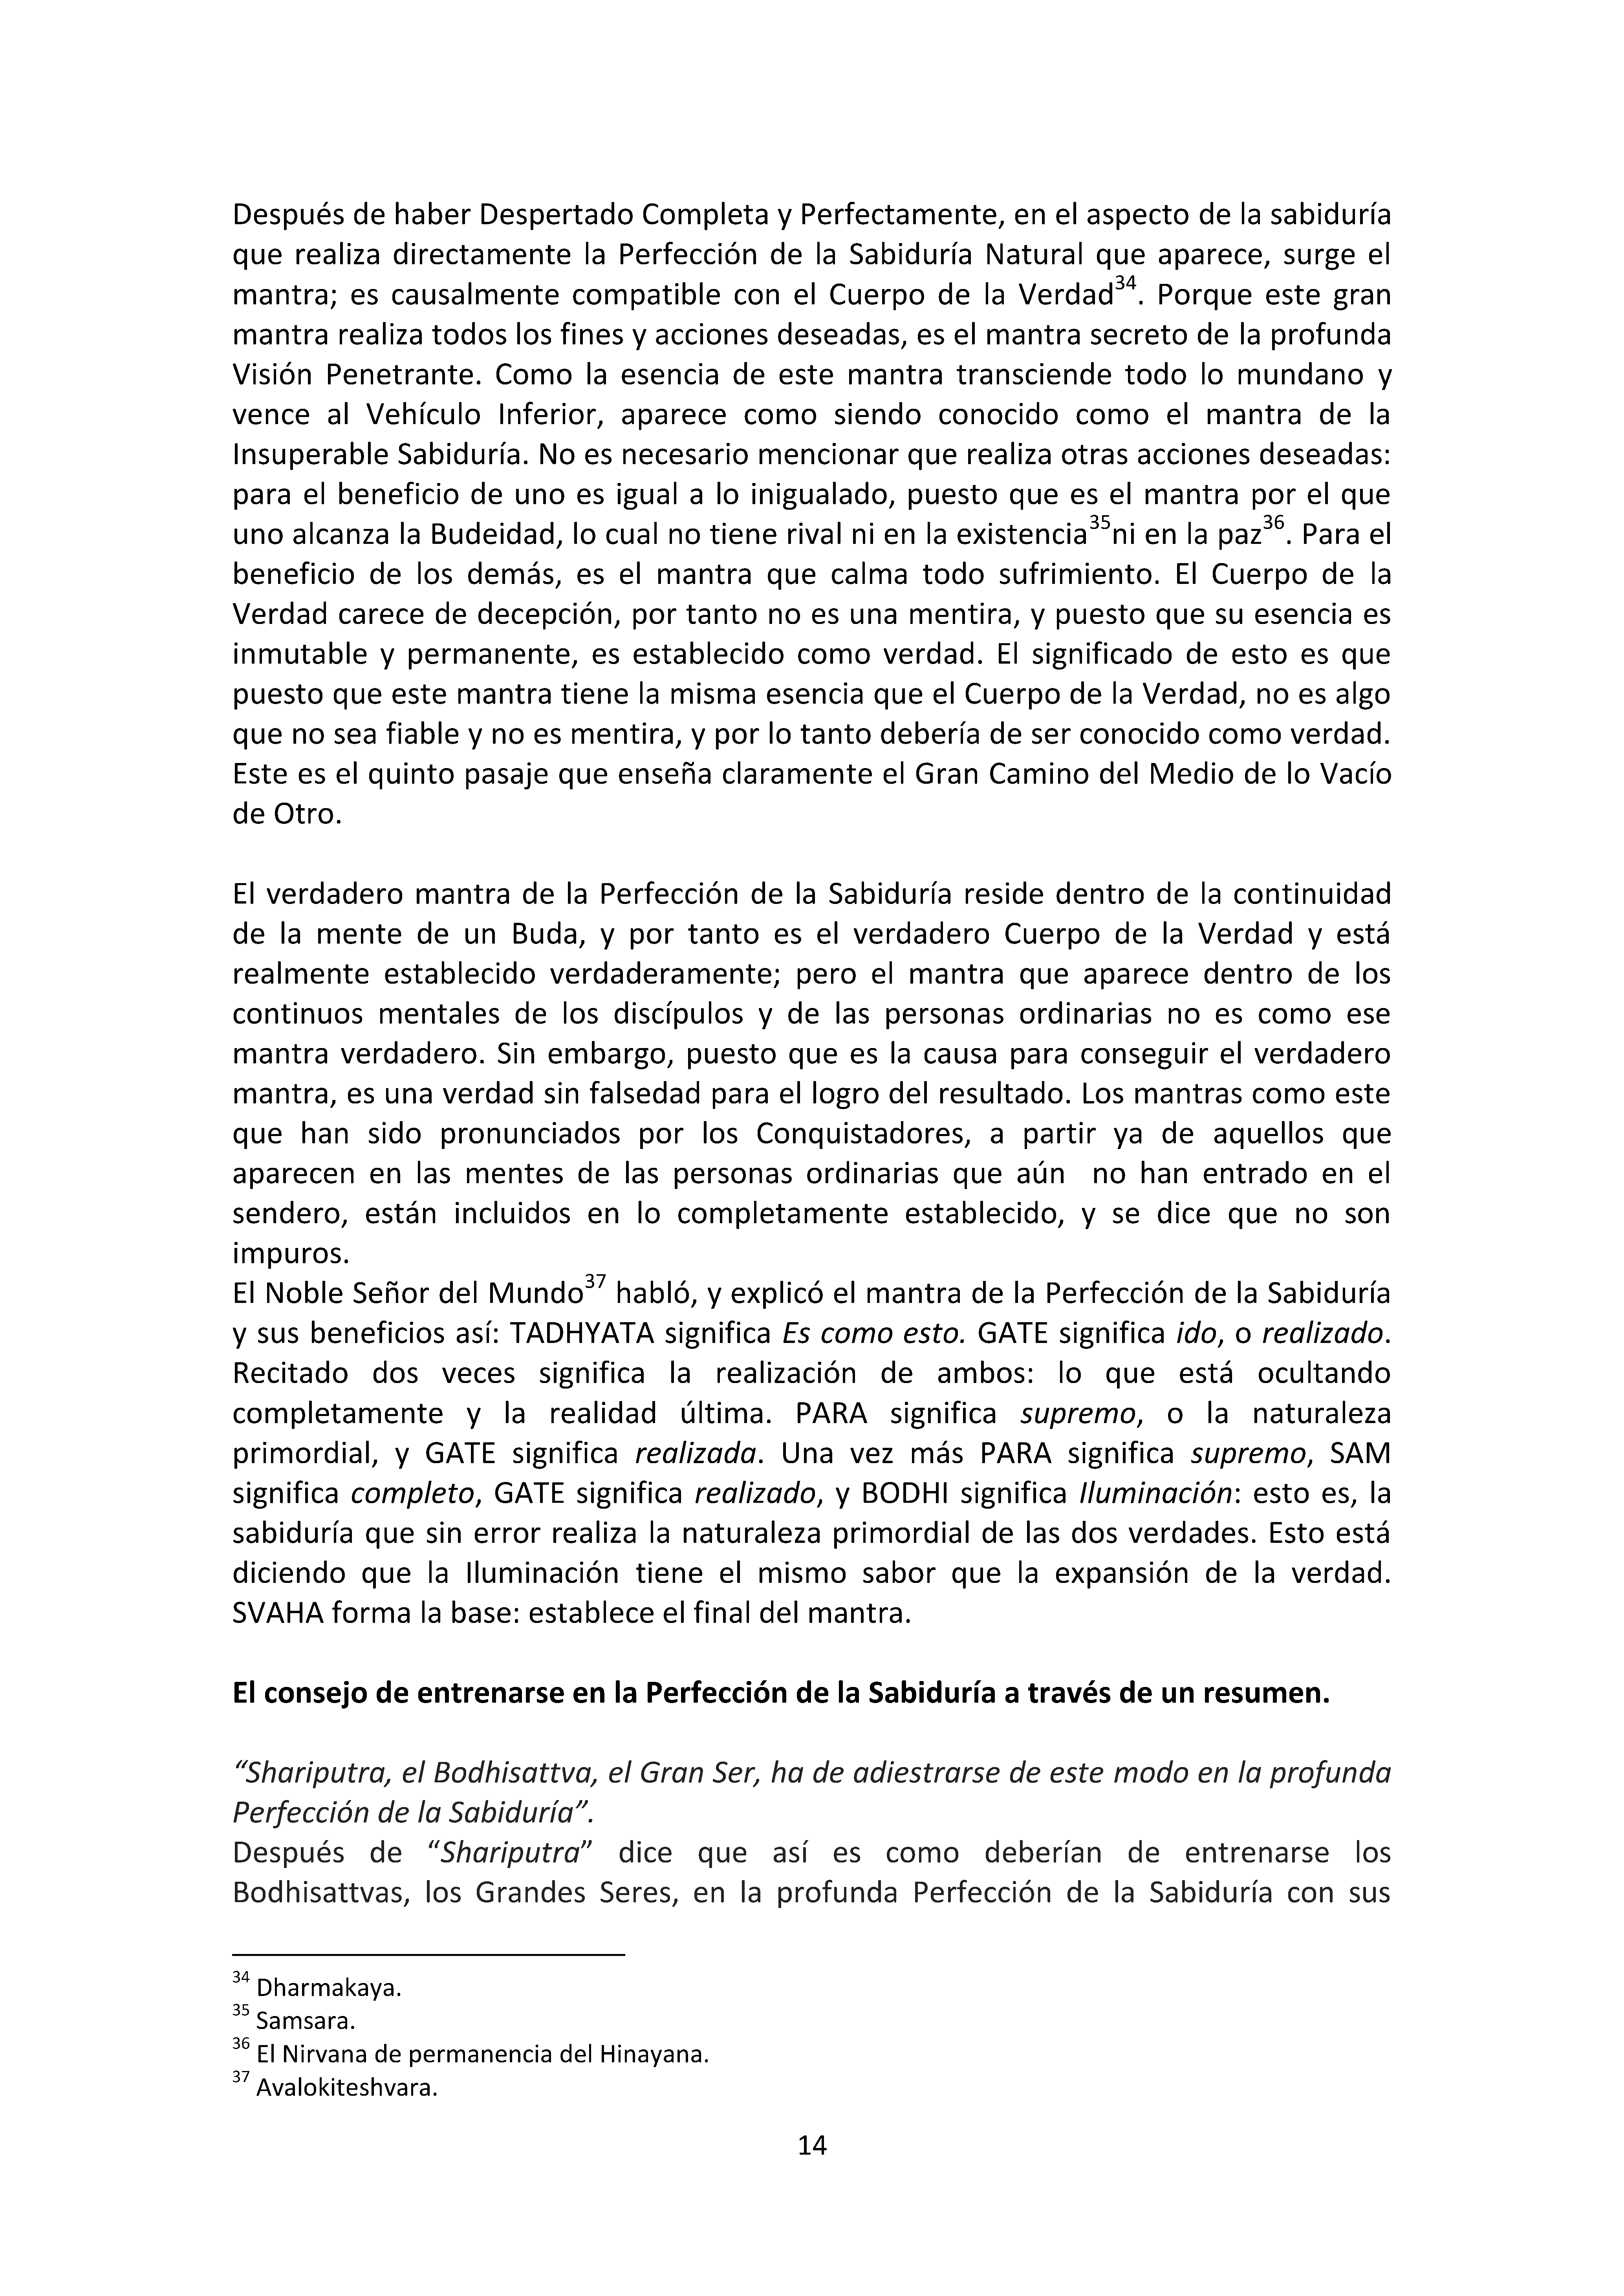 Después de haber Despertado Completa y Perfectamente, en el aspecto de la sabiduría
que realiza directamente la Perfección de la Sabiduría Natural que aparece, surge el
mantra; es causalmente compatible con el Cuerpo de la Verdad34. Porque este gran
mantra realiza todos los fines y acciones deseadas, es el mantra secreto de la profunda
Visión Penetrante. Como la esencia de este mantra transciende todo lo mundano y
vence al Vehículo Inferior, aparece como siendo conocido como el mantra de la
Insuperable Sabiduría. No es necesario mencionar que realiza otras acciones deseadas:
para el beneficio de uno es igual a lo inigualado, puesto que es el mantra por el que
uno alcanza la Budeidad, lo cual no tiene rival ni en la existencia35ni en la paz36. Para el
beneficio de los demás, es el mantra que calma todo sufrimiento. El Cuerpo de la
Verdad carece de decepción, por tanto no es una mentira, y puesto que su esencia es
inmutable y permanente, es establecido como verdad. El significado de esto es que
puesto que este mantra tiene la misma esencia que el Cuerpo de la Verdad, no es algo
que no sea fiable y no es mentira, y por lo tanto debería de ser conocido como verdad.
Este es el quinto pasaje que enseña claramente el Gran Camino del Medio de lo Vacío
de Otro.
El verdadero mantra de la Perfección de la Sabiduría reside dentro de la continuidad
de la mente de un Buda, y por tanto es el verdadero Cuerpo de la Verdad y está
realmente establecido verdaderamente; pero el mantra que aparece dentro de los
continuos mentales de los discípulos y de las personas ordinarias no es como ese
mantra verdadero. Sin embargo, puesto que es la causa para conseguir el verdadero
mantra, es una verdad sin falsedad para el logro del resultado. Los mantras como este
que han sido pronunciados por los Conquistadores, a partir ya de aquellos que
aparecen en las mentes de las personas ordinarias que aún no han entrado en el
sendero, están incluidos en lo completamente establecido, y se dice que no son
impuros.
El Noble Señor del Mundo37 habló, y explicó el mantra de la Perfección de la Sabiduría
y sus beneficios así: TADHYATA significa Es como esto. GATE significa ido, o realizado.
Recitado dos veces significa la realización de ambos: lo que está ocultando
completamente y la realidad última. PARA significa supremo, o la naturaleza
primordial, y GATE significa realizada. Una vez más PARA significa supremo, SAM
significa completo, GATE significa realizado, y BODHI significa Iluminación: esto es, la
sabiduría que sin error realiza la naturaleza primordial de las dos verdades. Esto está
diciendo que la Iluminación tiene el mismo sabor que la expansión de la verdad.
SVAHA forma la base: establece el final del mantra.
El consejo de entrenarse en la Perfección de la Sabiduría a través de un resumen.
“Shariputra, el Bodhisattva, el Gran Ser, ha de adiestrarse de este modo en la profunda
Perfección de la Sabiduría”.
Después de “Shariputra” dice que así es como deberían de entrenarse los
Bodhisattvas, los Grandes Seres, en la profunda Perfección de la Sabiduría con sus
34 Dharmakaya.
35 Samsara.
36 El Nirvana de permanencia del Hinayana.
37 Avalokiteshvara.
14